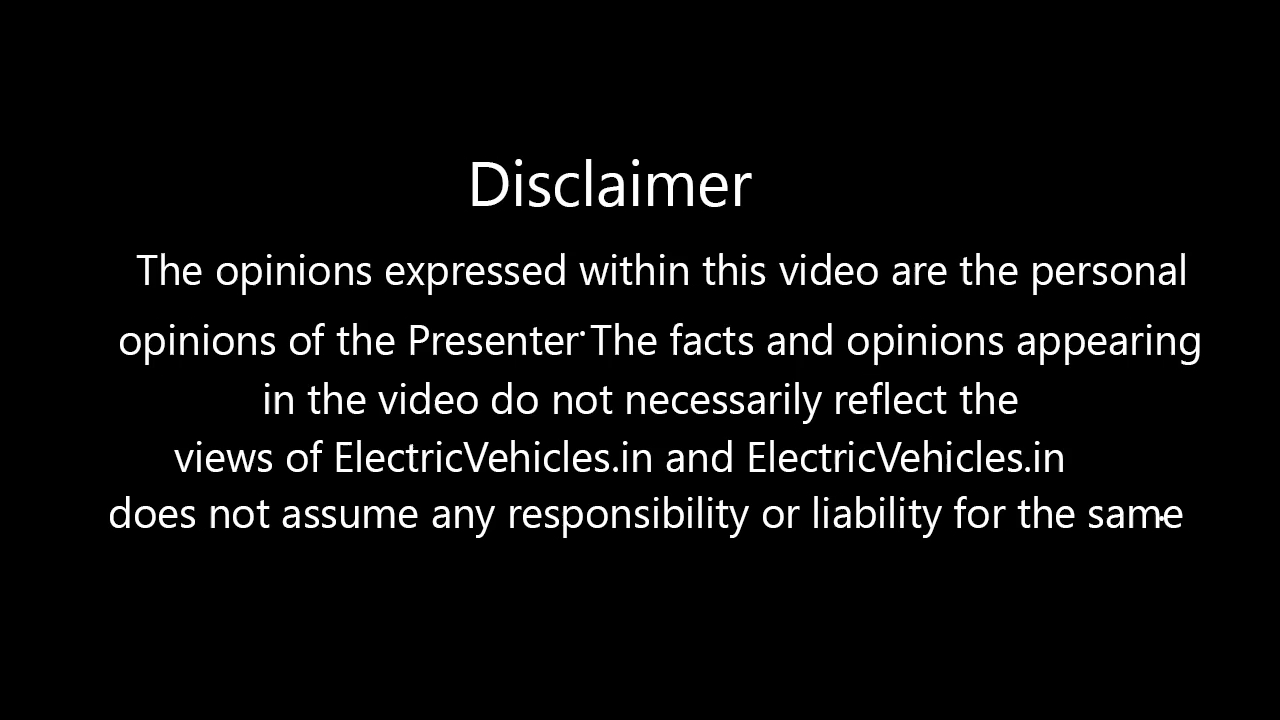 Disclaimer
The opinions expressed within this video are the personal
opinions of the Presenter. The facts and opinions appearing
in the video do not necessarily reflect the
views of ElectricVehicles.in and ElectricVehicles.in
does not assume any responsibility or liability for the same.